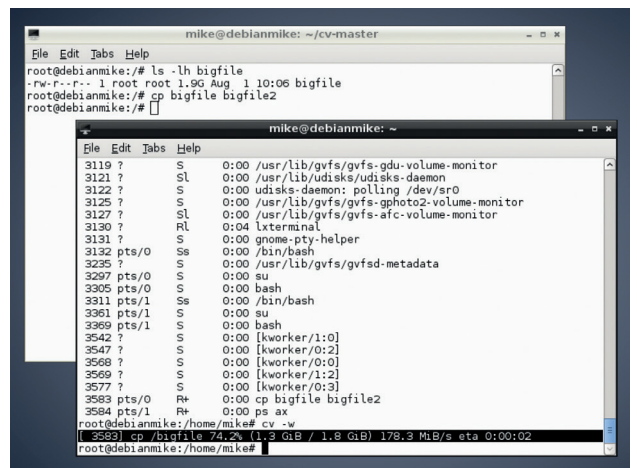 mike@debianmike: ~/cv-master
File Edit Tabs Help
root@debianmike:/# ls -lh bigfile
-rw-r--r-- 1 root root 1.9G Aug  1 10:06 bigfile
root@debianmike:/# cp bigfile bigfile2
root@debianmike:/#
mike@debianmike: ~
File Edit Tabs Help
3119 ?        S      0:00 /usr/lib/gvfs/gvfs-gdu-volume-monitor
3121 ?        Sl     0:00 /usr/lib/udisks/udisks-daemon
3122 ?        S      0:00 udisks-daemon: polling /dev/sr0
3125 ?        S      0:00 /usr/lib/gvfs/gvfs-gphoto2-volume-monitor
3127 ?        Sl     0:00 /usr/lib/gvfs/gvfs-afc-volume-monitor
3130 ?        Rl     0:04 lxterminal
3131 ?        S      0:00 gnome-pty-helper
3132 pts/0    Ss     0:00 /bin/bash
3235 ?        S      0:00 /usr/lib/gvfs/gvfsd-metadata
3297 pts/0    S      0:00 su
3305 pts/0    S      0:00 bash
3311 pts/1    Ss     0:00 /bin/bash
3361 pts/1    S      0:00 su
3369 pts/1    S      0:00 bash
3542 ?        S      0:00 [kworker/1:0]
3547 ?        S      0:00 [kworker/0:2]
3568 ?        S      0:00 [kworker/0:0]
3569 ?        S      0:00 [kworker/1:2]
3577 ?        S      0:00 [kworker/0:3]
3583 pts/0    R+     0:00 cp bigfile bigfile2
3584 pts/1    R+     0:00 ps ax
root@debianmike:/home/mike# cv -w
[ 3583] cp /bigfile 74.2% (1.3 GiB / 1.8 GiB) 178.3 MiB/s eta 0:00:02
root@debianmike:/home/mike#